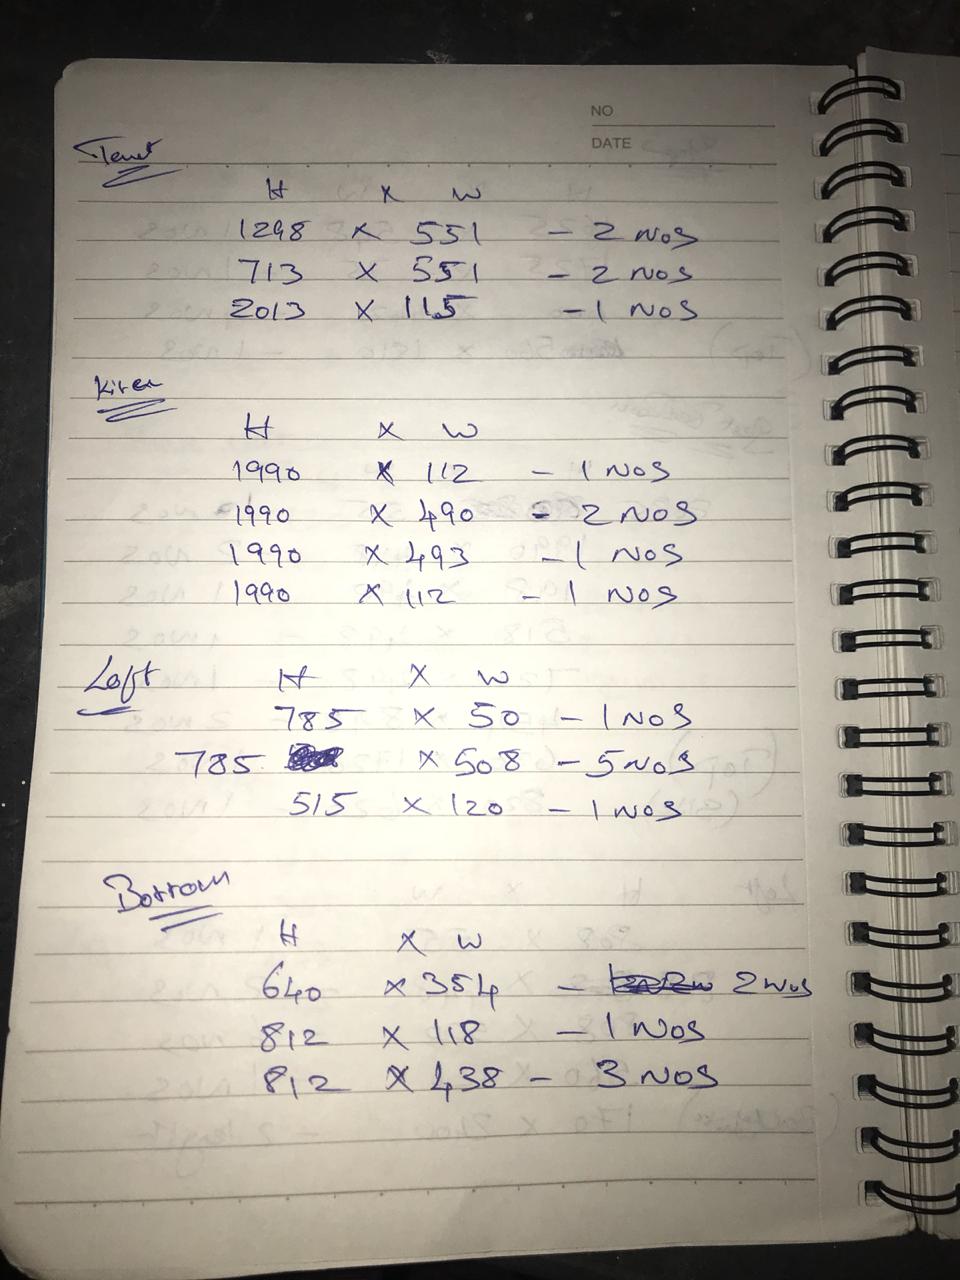 NO
DATE
H X W
1298 X 551 - 2 NOS
713 X 551 - 2 NOS
2013 X 115 - 1 NOS
H X W
1990 X 112 - 1 NOS
1990 X 490 - 2 NOS
1990 X 493 - 1 NOS
1990 X 112 - 1 NOS
Loft H X W
785 X 50 - 1 NOS
785 X 508 - 5 NOS
515 X 120 - 1 NOS
Bottom
H X W
640 X 354 - 2 NOS
812 X 118 - 1 NOS
812 X 438 - 3 NOS